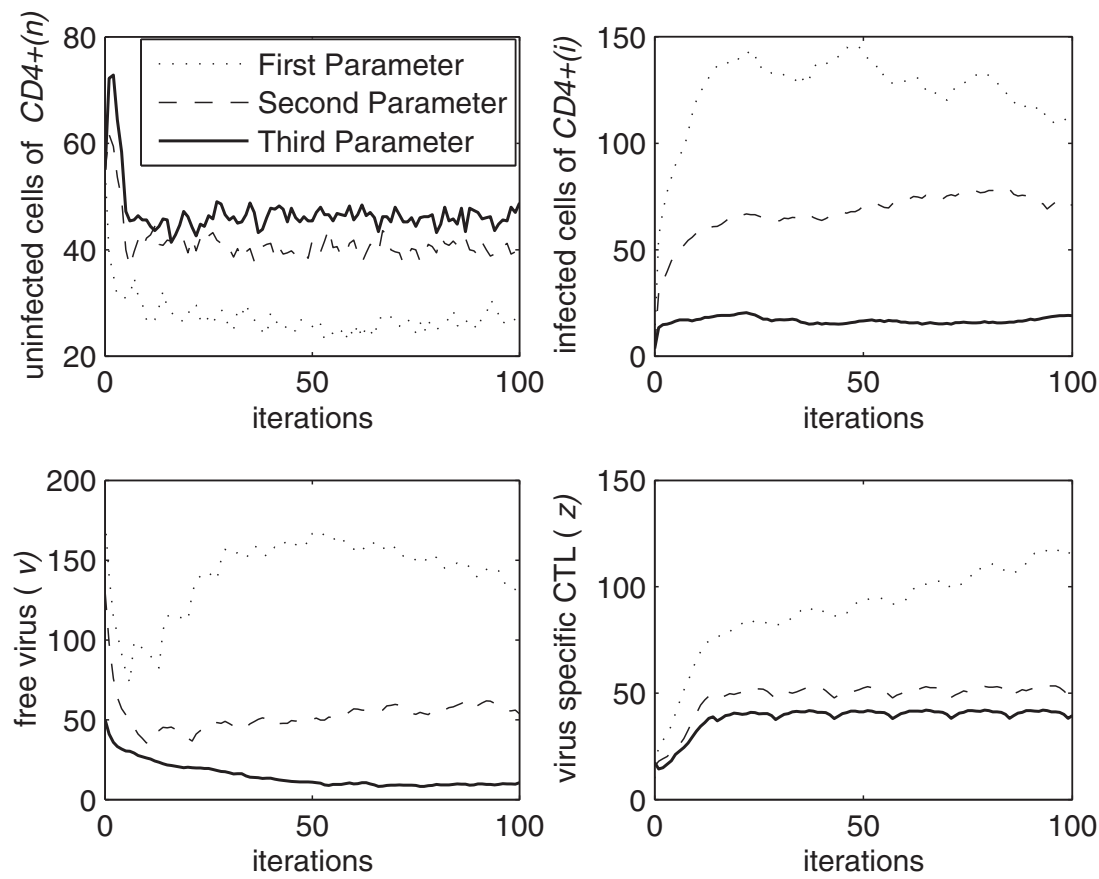 uninfected cells of CD4+(n)
80
60
40
20
0
50
100
iterations
First Parameter
Second Parameter
Third Parameter
infected cells of CD4+(i)
150
100
50
0
0
50
100
iterations
free virus ( v)
200
150
100
50
0
0
50
100
iterations
virus specific CTL ( z)
150
100
50
0
0
50
100
iterations